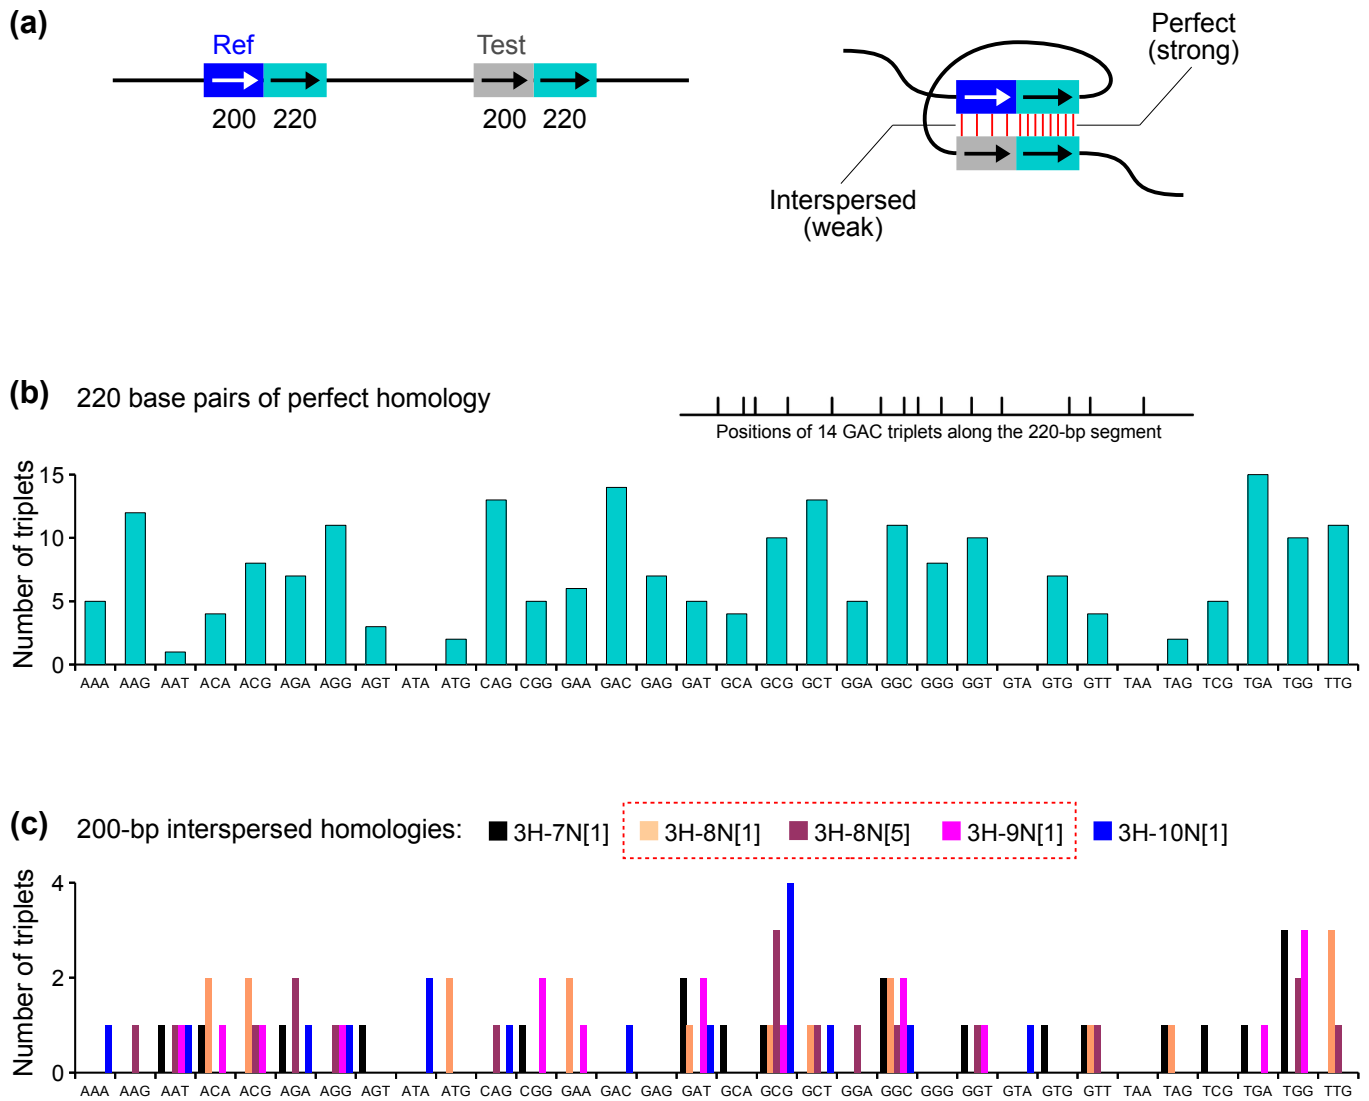 (a)
Ref
Test
200 220
200 220
Perfect
(strong)
Interspersed
(weak)
(b) 220 base pairs of perfect homology
Positions of 14 GAC triplets along the 220-bp segment
Number of triplets
15
10
5
0
AAA AAG AAT ACA ACG AGA AGG AGT ATA ATG CAG CGG GAA GAC GAG GAT GCA GCG GCT GGA GGC GGG GGT GTA GTG GTT TAA TAG TCG TGA TGG TTG
(c) 200-bp interspersed homologies: 3H-7N[1] 3H-8N[1] 3H-8N[5] 3H-9N[1] 3H-10N[1]
Number of triplets
4
2
0
AAA AAG AAT ACA ACG AGA AGG AGT ATA ATG CAG CGG GAA GAC GAG GAT GCA GCG GCT GGA GGC GGG GGT GTA GTG GTT TAA TAG TCG TGA TGG TTG